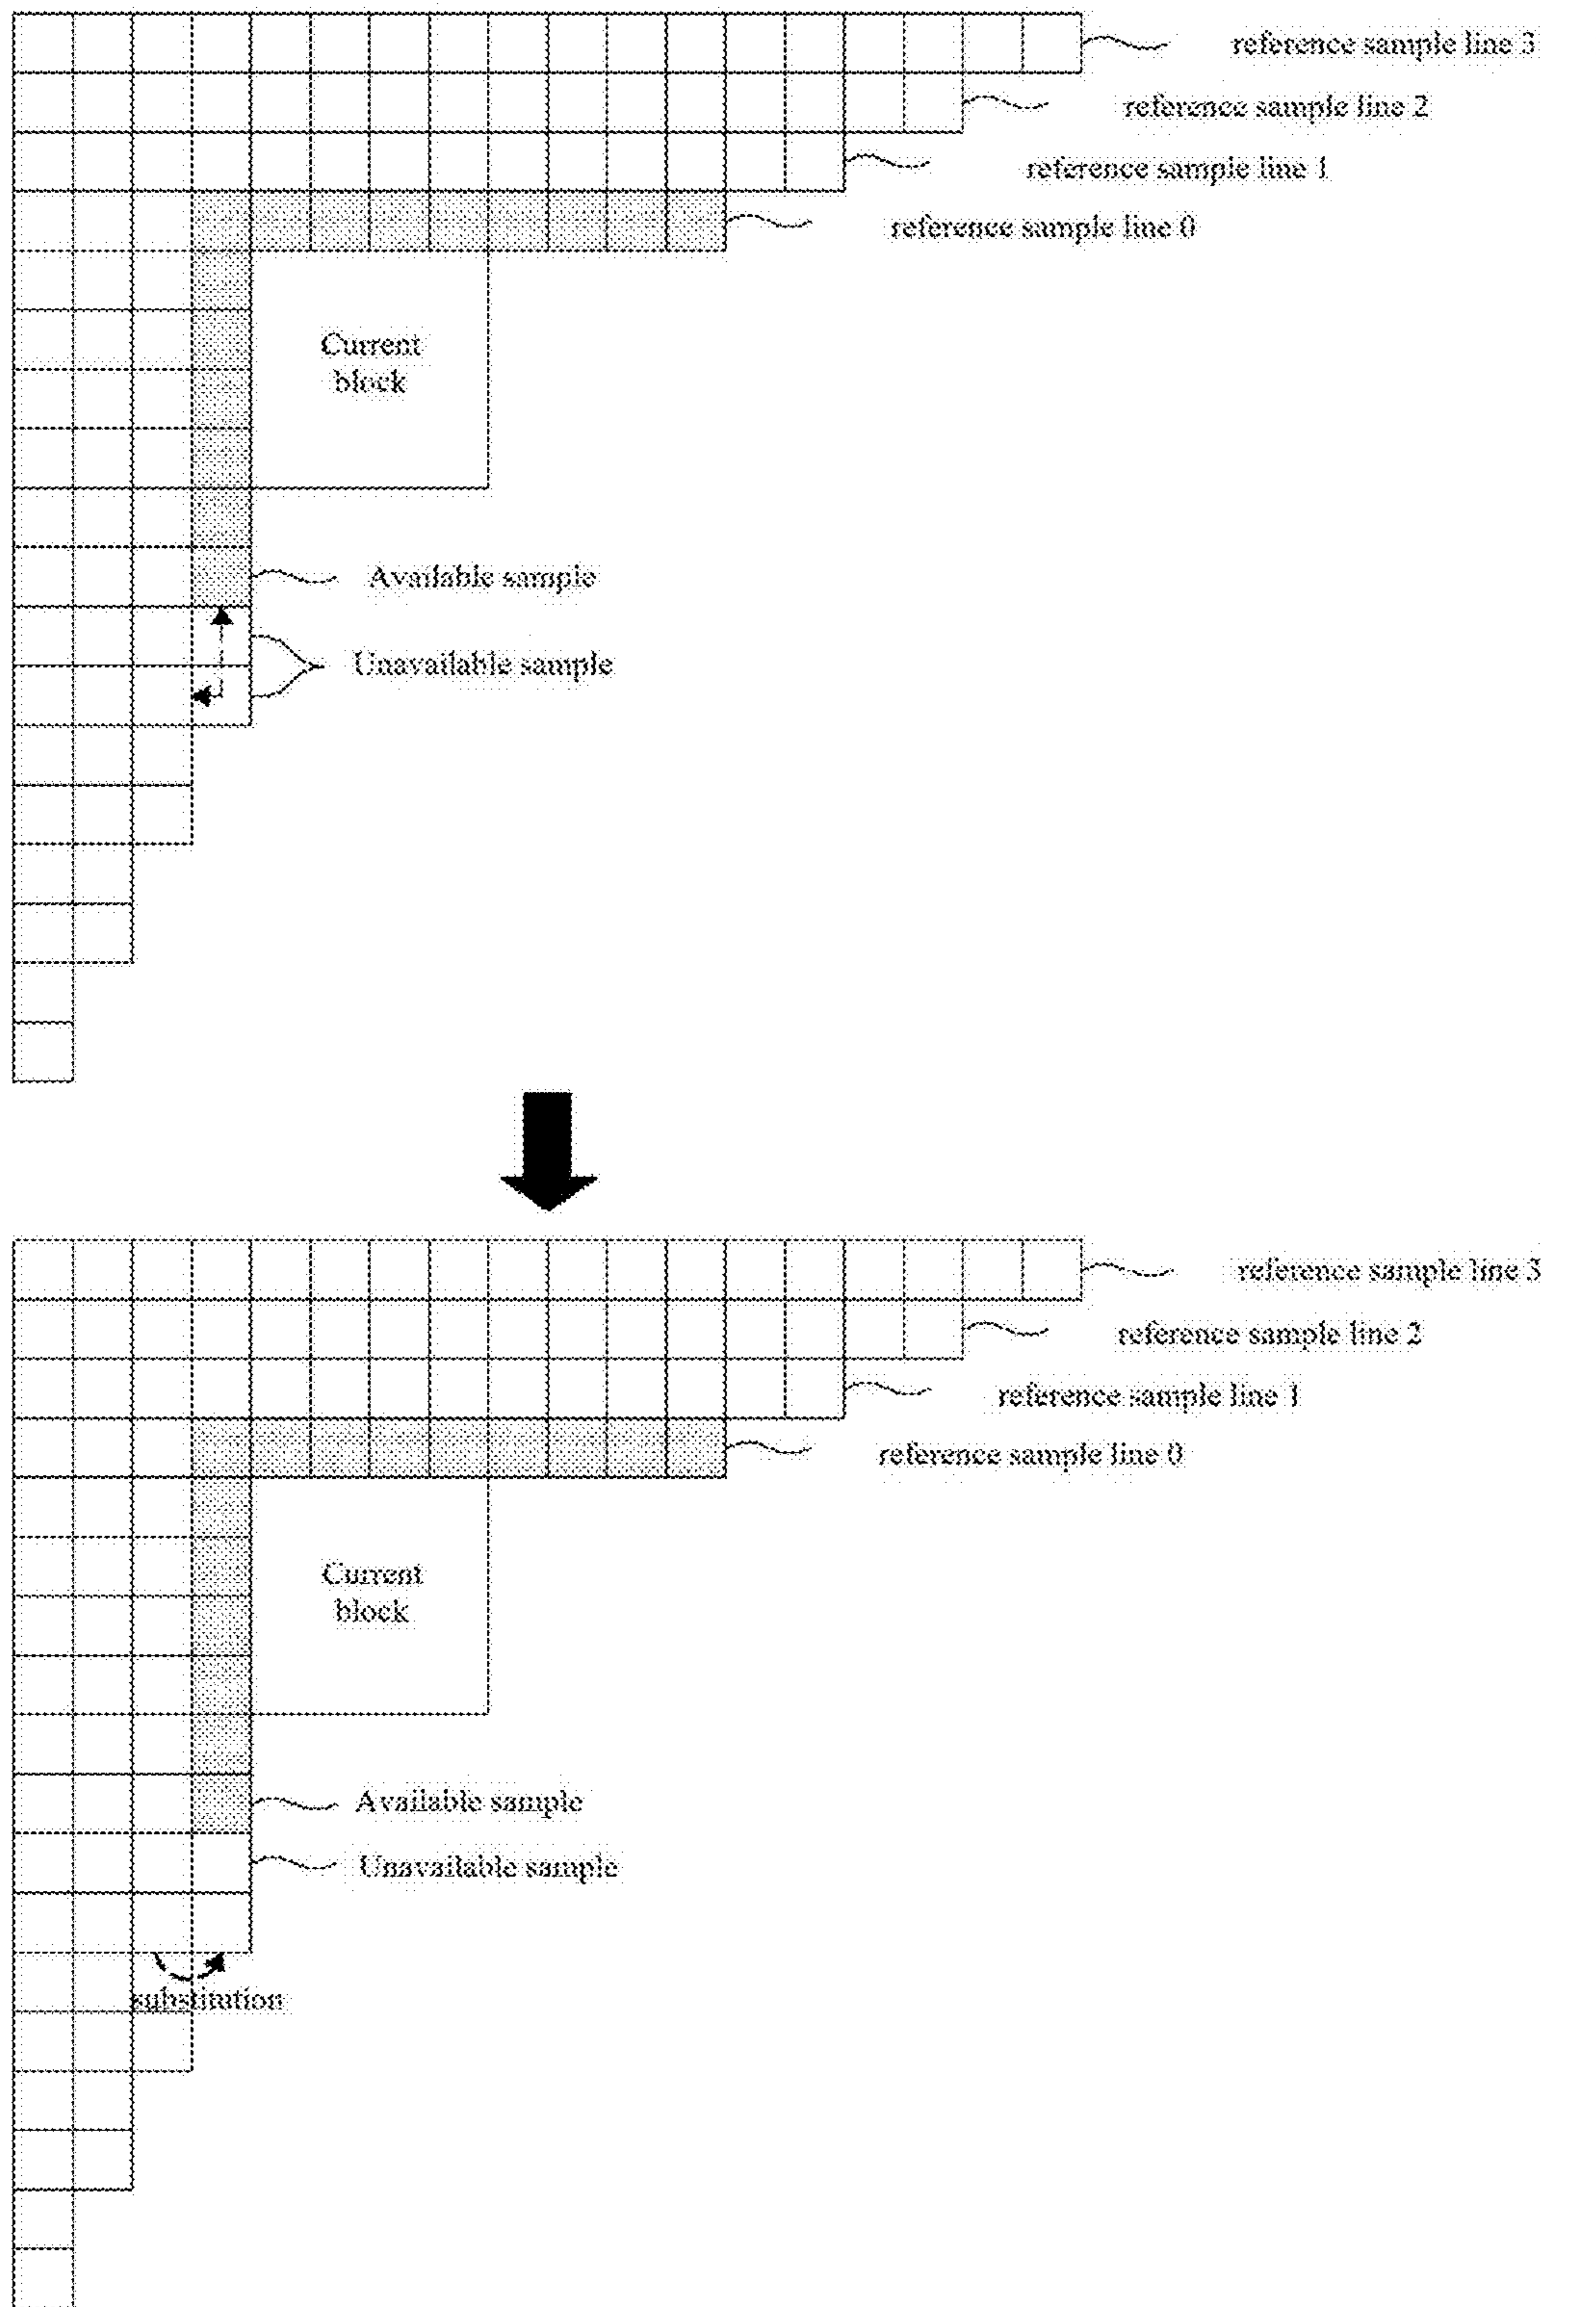 reference sample line 3
reference sample line 2
reference sample line 1
reference sample line 0
Current
block
Available sample
Unavailable sample
reference sample line 3
reference sample line 2
reference sample line 1
reference sample line 0
Current
block
Available sample
Unavailable sample
substitution